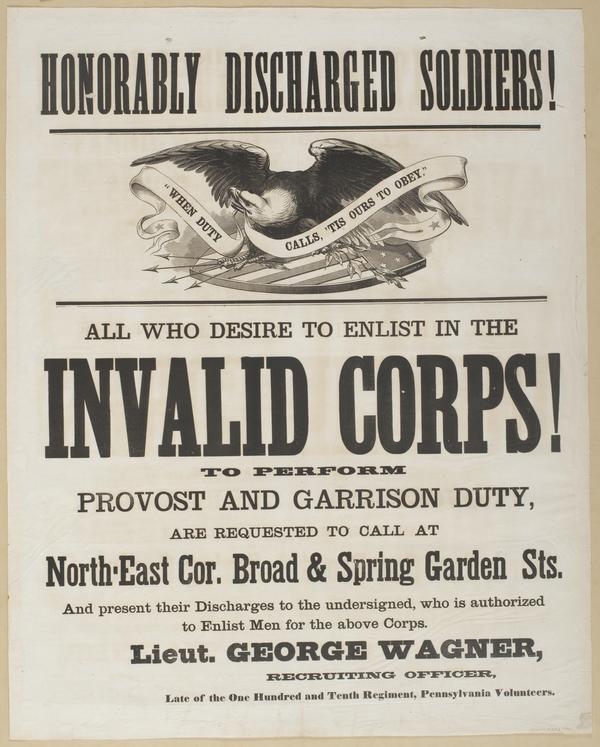 HONORABLY DISCHARGED SOLDIERS!
"WHEN DUTY
CALLS, 'TIS OURS TO OBEY."
ALL WHO DESIRE TO ENLIST IN THE
INVALID CORPS!
TO PERFORM
PROVOST AND GARRISON DUTY,
ARE REQUESTED TO CALL AT
North-East Cor. Broad & Spring Garden Sts.
And present their Discharges to the undersigned, who is authorized
to Enlist Men for the above Corps.
Lieut. GEORGE WAGNER,
RECRUITING OFFICER,
Late of the One Hundred and Tenth Regiment, Pennsylvania Volunteers.